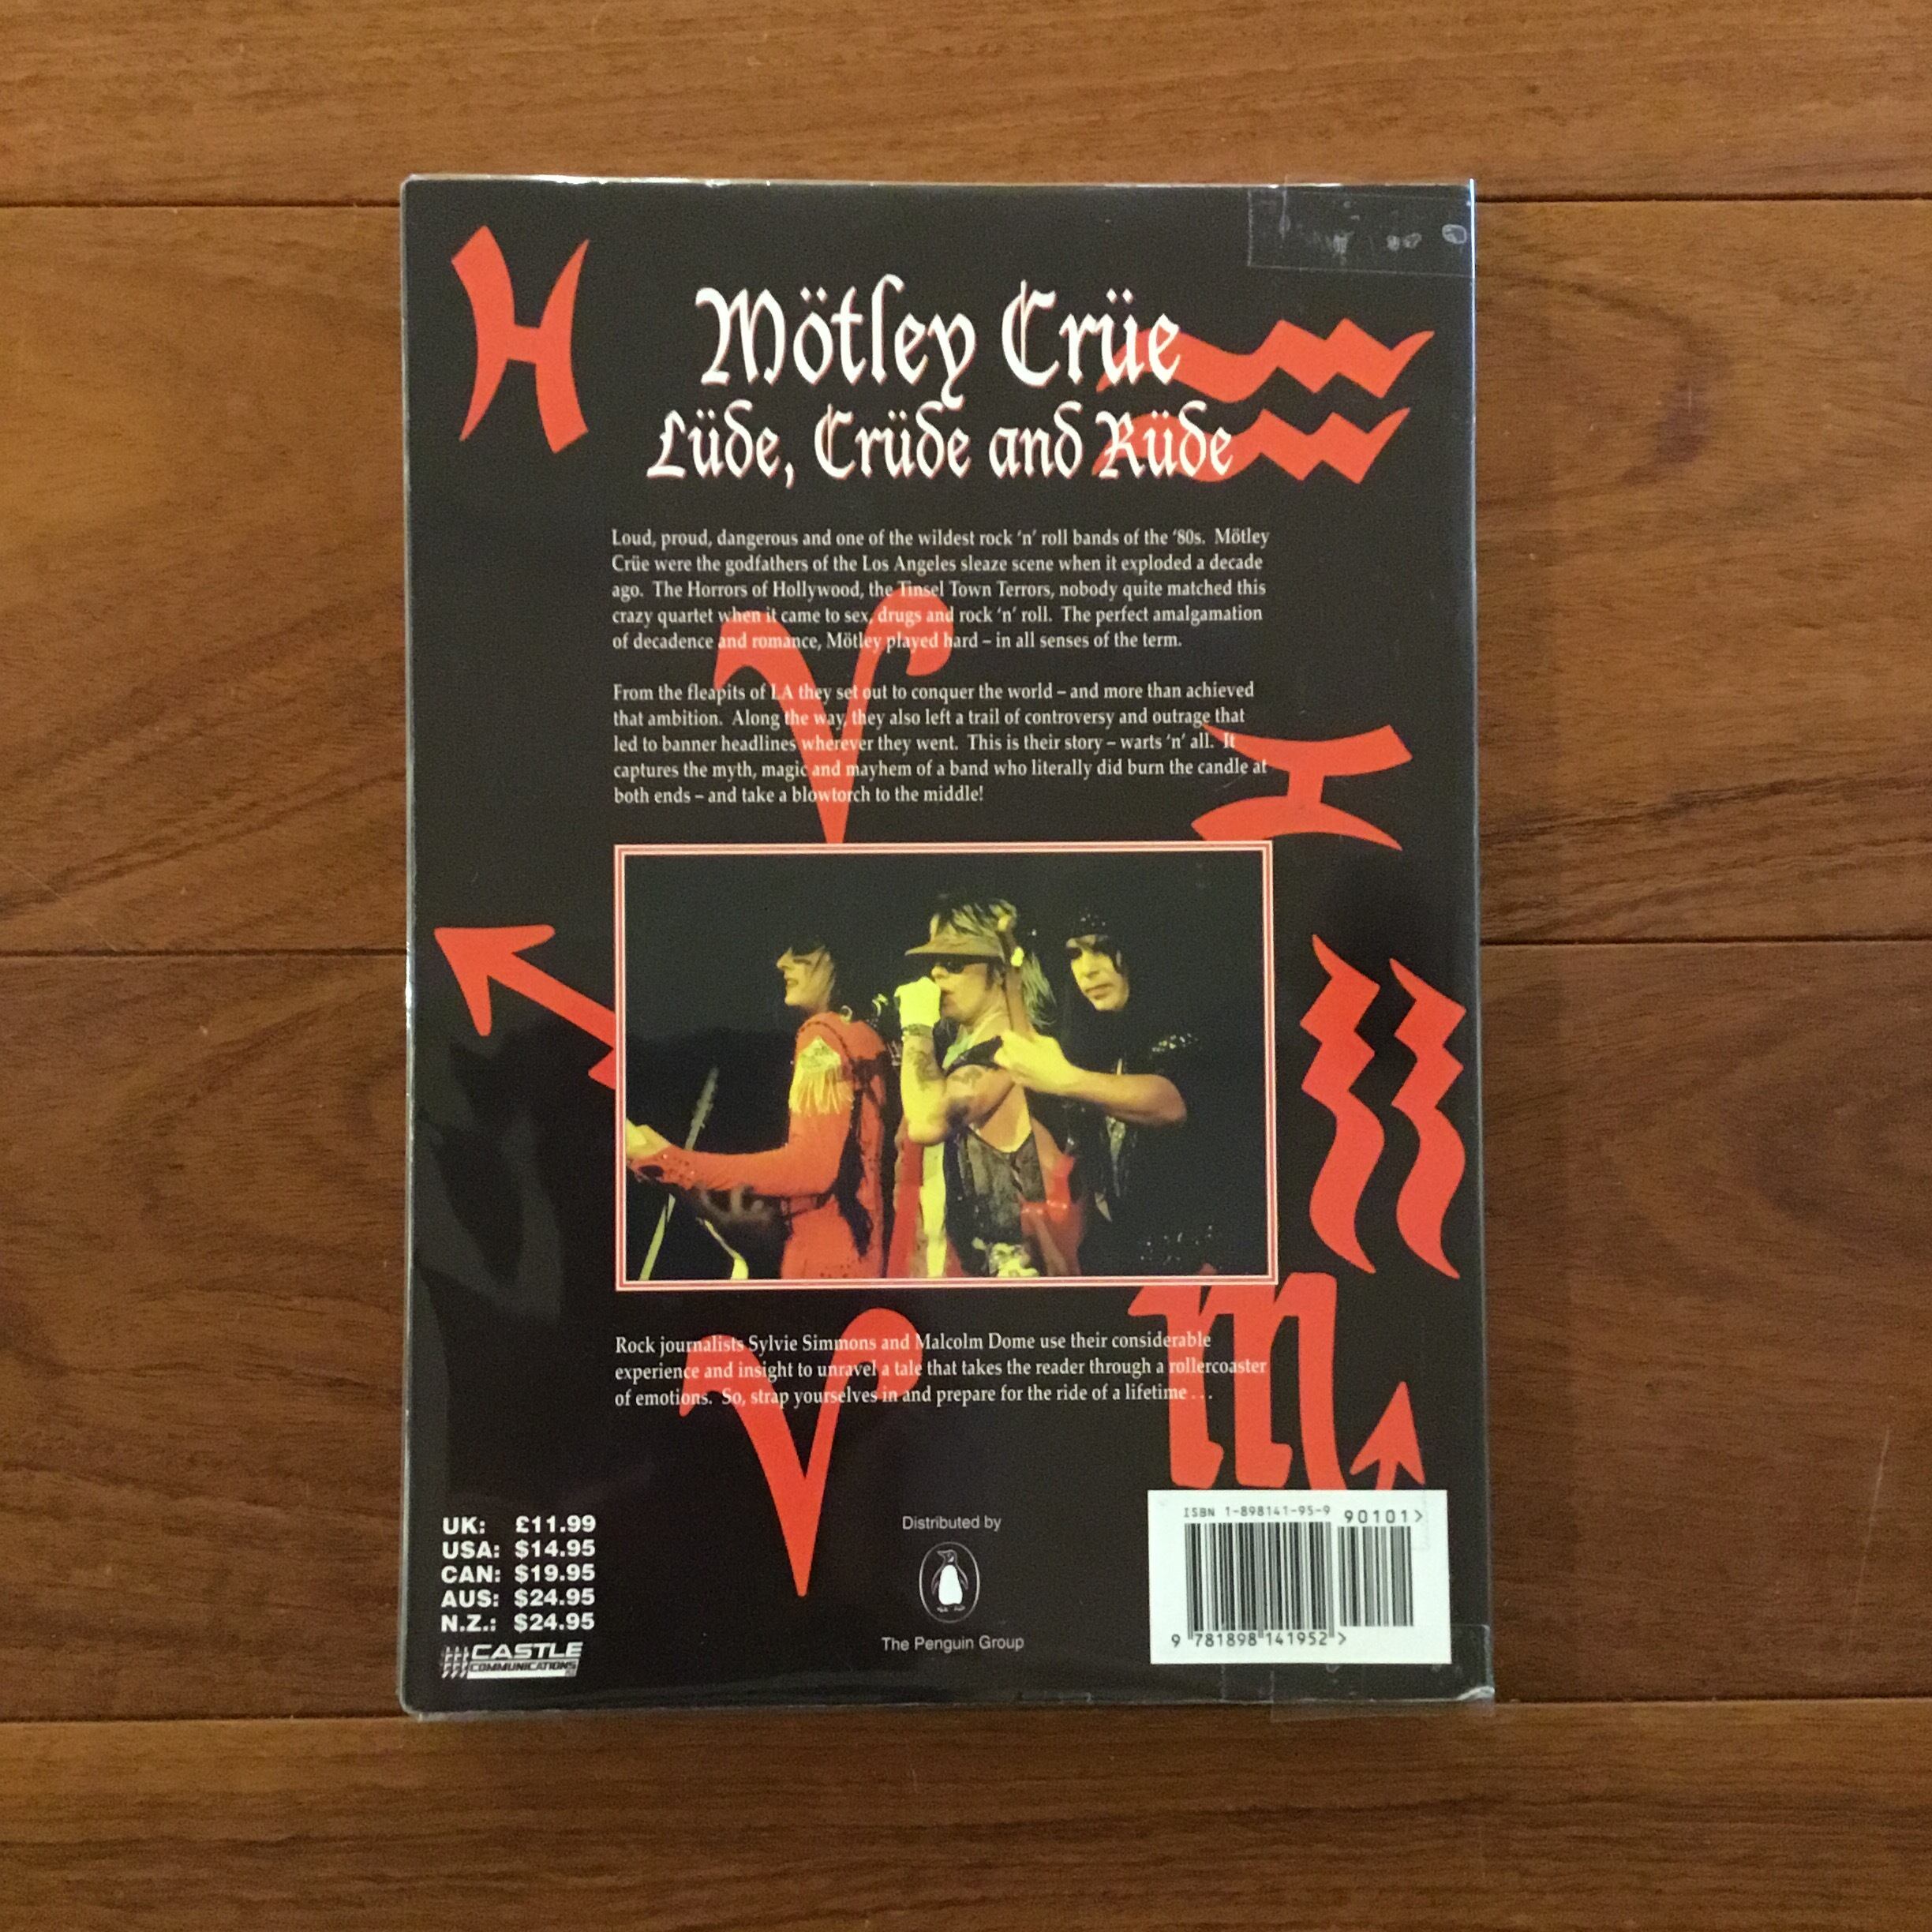 Mötley Crüe
Lüde, Crüde and Rüde
Loud, proud, dangerous and one of the wildest rock ‘n’ roll bands of the ‘80s. Mötley
Crüe were the godfathers of the Los Angeles sleaze scene when it exploded a decade
ago. The Horrors of Hollywood, the Tinsel Town Terrors, nobody quite matched this
crazy quartet when it came to sex, drugs and rock ‘n’ roll. The perfect amalgamation
of decadence and romance, Mötley played hard – in all senses of the term.
From the fleapits of LA they set out to conquer the world – and more than achieved
that ambition. Along the way, they also left a trail of controversy and outrage that
led to banner headlines wherever they went. This is their story – warts ‘n’ all. It
captures the myth, magic and mayhem of a band who literally did burn the candle at
both ends – and take a blowtorch to the middle!
Rock journalists Sylvie Simmons and Malcolm Dome use their considerable
experience and insight to unravel a tale that takes the reader through a rollercoaster
of emotions. So, strap yourselves in and prepare for the ride of a lifetime . . .
UK: £11.99
USA: $14.95
CAN: $19.95
AUS: $24.95
N.Z.: $24.95
CASTLE
COMMUNICATIONS
Distributed by
The Penguin Group
ISBN 1-898141-95-9
90101>
9 781898 141952 >